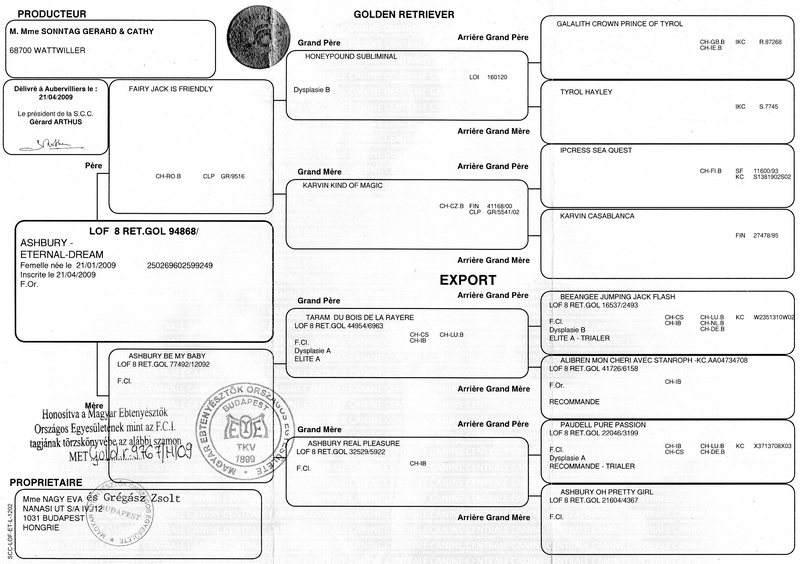 PRODUCTEUR
M. Mme SONNTAG GERARD & CATHY
68700 WATTWILLER
Délivré à Aubervilliers le :
21/04/2009
Le président de la S.C.C.
Gérard ARTHUS
GOLDEN RETRIEVER
Père
FAIRY JACK IS FRIENDLY
CH-RO.B CLP GR/9516
LOF 8 RET.GOL 94868/
ASHBURY -
ETERNAL-DREAM
Femelle née le 21/01/2009 250269602599249
Inscrite le 21/04/2009
F.Or.
Mère
ASHBURY BE MY BABY
LOF 8 RET.GOL 77492/12092
F.Cl.
Honosítva a Magyar Ebtenyésztők
Országos Egyesületének mint az F.C.I.
tagjának törzskönyvébe az alábbi számon
MET Gold.r.9767/H/09
MAGYAR EBTENYÉSZTŐK ORSZÁGOS EGYESÜLETE
BUDAPEST
MEOE
TKV
1899
PROPRIETAIRE
Mme NAGY EVA és Grégász Zsolt
NANASI UT S/A IV/12
1031 BUDAPEST
HONGRIE
BUDAPEST
SCC-LOF-ET-L-1202
Grand Père
HONEYPOUND SUBLIMINAL
LOI 160120
Dysplasie B
Grand Mère
KARVIN KIND OF MAGIC
CH-CZ.B FIN 41168/00
CLP GR/5541/02
EXPORT
Grand Père
TARAM DU BOIS DE LA RAYERE
LOF 8 RET.GOL 44954/6963
F.Cl. CH-CS CH-LU.B
Dysplasie A CH-IB
ELITE A
Grand Mère
ASHBURY REAL PLEASURE
LOF 8 RET.GOL 32529/5922
F.Cl. CH-IB
Arrière Grand Père
GALALITH CROWN PRINCE OF TYROL
CH-GB.B IKC R.87268
CH-IE.B
TYROL HAYLEY
IKC S.7745
Arrière Grand Mère
Arrière Grand Père
IPCRESS SEA QUEST
CH-FI.B SF 11600/93
KC S1381902S02
KARVIN CASABLANCA
FIN 27478/95
Arrière Grand Mère
Arrière Grand Père
BEEANGEE JUMPING JACK FLASH
LOF 8 RET.GOL 16537/2493
F.Cl. CH-CS CH-LU.B KC W2351310W02
Dysplasie B CH-IB CH-NL.B
ELITE A - TRIALER CH-DE.B
ALIBREN MON CHERI AVEC STANROPH -KC.AA04734708
LOF 8 RET.GOL 41726/6158
F.Or. CH-IB
RECOMMANDE
Arrière Grand Mère
Arrière Grand Père
PAUDELL PURE PASSION
LOF 8 RET.GOL 22046/3199
F.Cl. CH-IB CH-LU.B KC X3713708X03
Dysplasie A CH-CS CH-DE.B
RECOMMANDE - TRIALER
ASHBURY OH PRETTY GIRL
LOF 8 RET.GOL 21604/4367
F.Cl.
Arrière Grand Mère